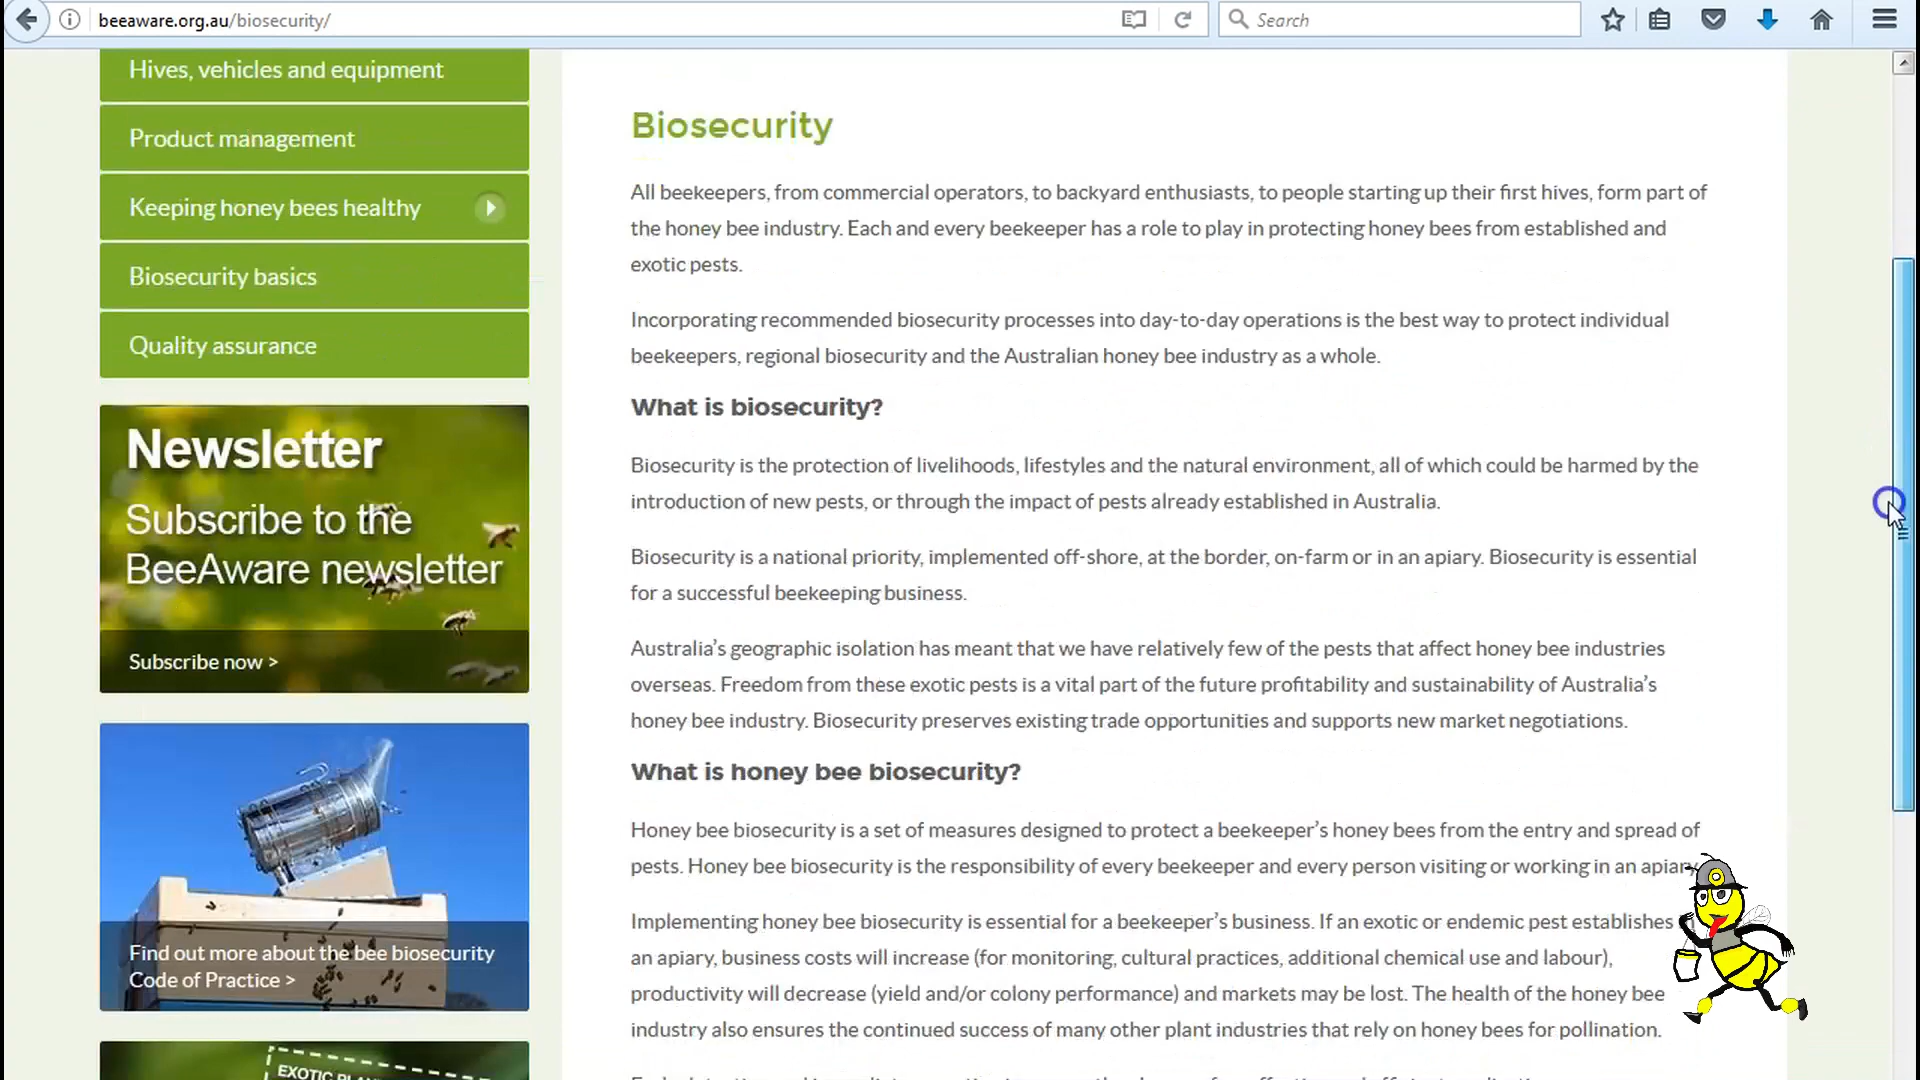 beeaware.org.au/biosecurity/
Search
Hives, vehicles and equipment
Product management
Keeping honey bees healthy
Biosecurity basics
Quality assurance
Newsletter
Subscribe to the
BeeAware newsletter
Subscribe now >
Find out more about the bee biosecurity
Code of Practice >
Biosecurity
All beekeepers, from commercial operators, to backyard enthusiasts, to people starting up their first hives, form part of
the honey bee industry. Each and every beekeeper has a role to play in protecting honey bees from established and
exotic pests.
Incorporating recommended biosecurity processes into day-to-day operations is the best way to protect individual
beekeepers, regional biosecurity and the Australian honey bee industry as a whole.
What is biosecurity?
Biosecurity is the protection of livelihoods, lifestyles and the natural environment, all of which could be harmed by the
introduction of new pests, or through the impact of pests already established in Australia.
Biosecurity is a national priority, implemented off-shore, at the border, on-farm or in an apiary. Biosecurity is essential
for a successful beekeeping business.
Australia’s geographic isolation has meant that we have relatively few of the pests that affect honey bee industries
overseas. Freedom from these exotic pests is a vital part of the future profitability and sustainability of Australia’s
honey bee industry. Biosecurity preserves existing trade opportunities and supports new market negotiations.
What is honey bee biosecurity?
Honey bee biosecurity is a set of measures designed to protect a beekeeper’s honey bees from the entry and spread of
pests. Honey bee biosecurity is the responsibility of every beekeeper and every person visiting or working in an apiary.
Implementing honey bee biosecurity is essential for a beekeeper’s business. If an exotic or endemic pest establishes
an apiary, business costs will increase (for monitoring, cultural practices, additional chemical use and labour),
productivity will decrease (yield and/or colony performance) and markets may be lost. The health of the honey bee
industry also ensures the continued success of many other plant industries that rely on honey bees for pollination.
EXOTIC